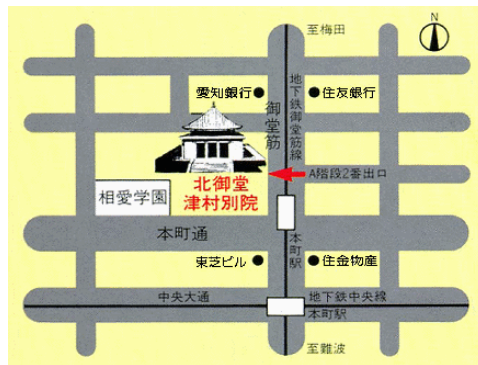 至梅田
N
愛知銀行
住友銀行
御堂筋
地下鉄御堂筋線
A階段2番出口
北御堂
津村別院
相愛学園
本町通
本町駅
東芝ビル
住金物産
中央大通
地下鉄中央線
本町駅
至難波